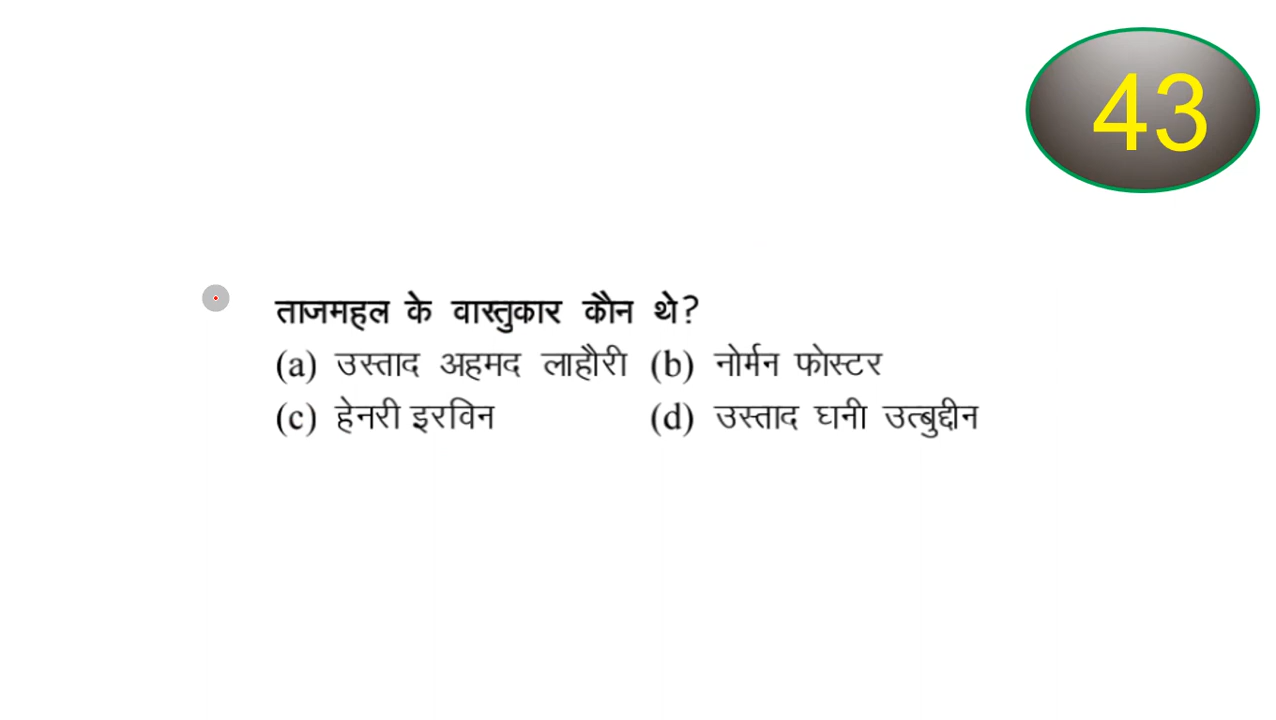 43
ताजमहल के वास्तुकार कौन थे?
(a) उस्ताद अहमद लाहौरी (b) नोर्मन फोस्टर
(c) हेनरी इरविन (d) उस्ताद घनी उत्बुद्दीन